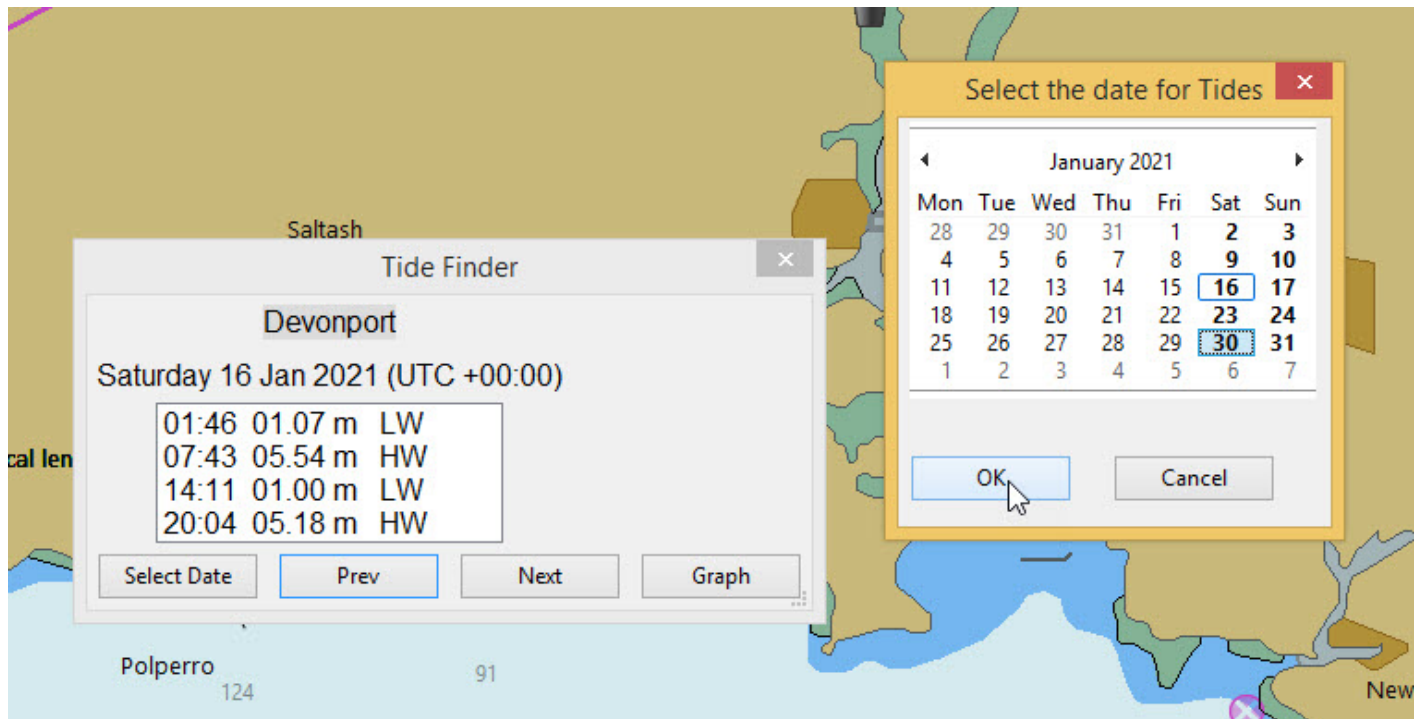 Saltash
Tide Finder
Devonport
Saturday 16 Jan 2021 (UTC +00:00)
01:46 01.07 m LW
07:43 05.54 m HW
14:11 01.00 m LW
20:04 05.18 m HW
Select Date Prev Next Graph
cal len
Polperro
124
91
Select the date for Tides
January 2021
Mon Tue Wed Thu Fri Sat Sun
28 29 30 31 1 2 3
4 5 6 7 8 9 10
11 12 13 14 15 16 17
18 19 20 21 22 23 24
25 26 27 28 29 30 31
1 2 3 4 5 6 7
OK Cancel
New